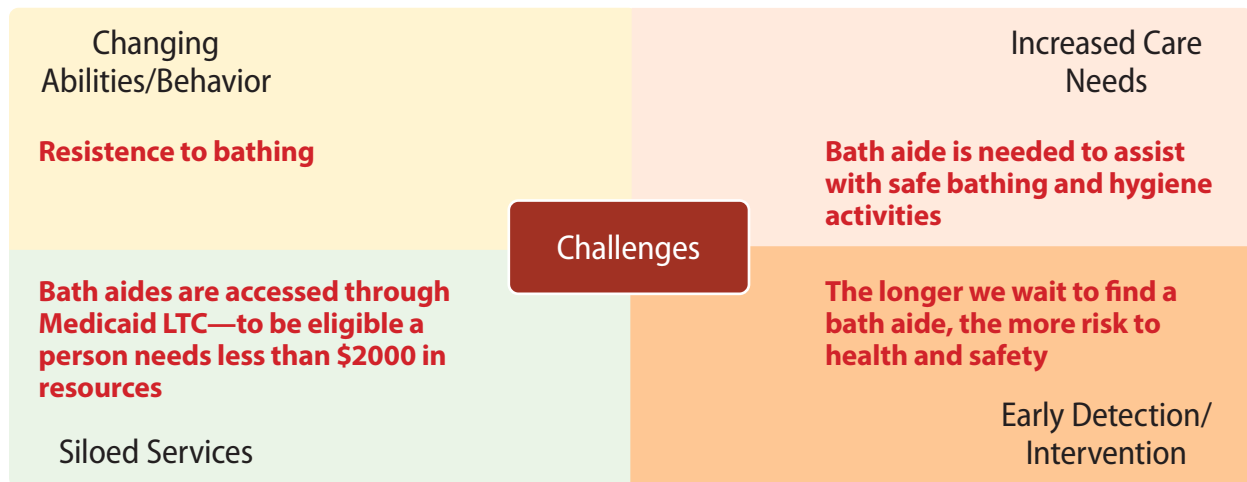 Changing
Abilities/Behavior
Resistence to bathing
Increased Care
Needs
Bath aide is needed to assist
with safe bathing and hygiene
activities
Challenges
Bath aides are accessed through
Medicaid LTC—to be eligible a
person needs less than $2000 in
resources
Siloed Services
The longer we wait to find a
bath aide, the more risk to
health and safety
Early Detection/
Intervention